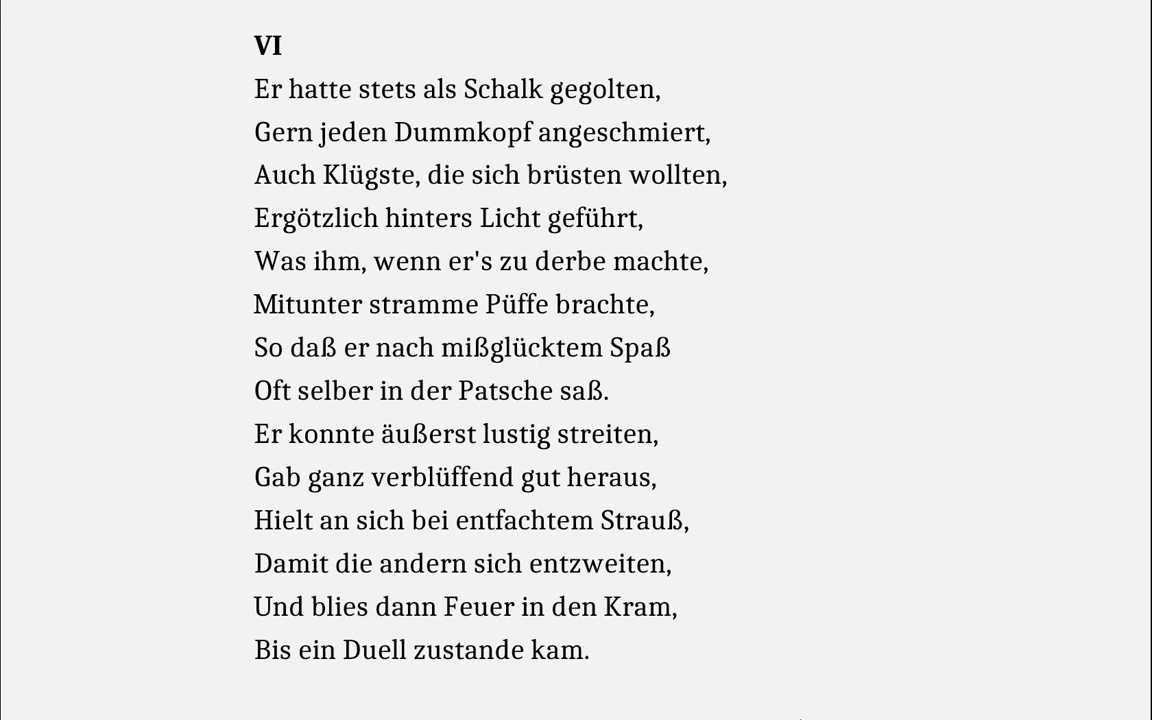 VI
Er hatte stets als Schalk gegolten,
Gern jeden Dummkopf angeschmiert,
Auch Klügste, die sich brüsten wollten,
Ergötzlich hinters Licht geführt,
Was ihm, wenn er's zu derbe machte,
Mitunter stramme Püffe brachte,
So daß er nach mißglücktem Spaß
Oft selber in der Patsche saß.
Er konnte äußerst lustig streiten,
Gab ganz verblüffend gut heraus,
Hielt an sich bei entfachtem Strauß,
Damit die andern sich entzweiten,
Und blies dann Feuer in den Kram,
Bis ein Duell zustande kam.